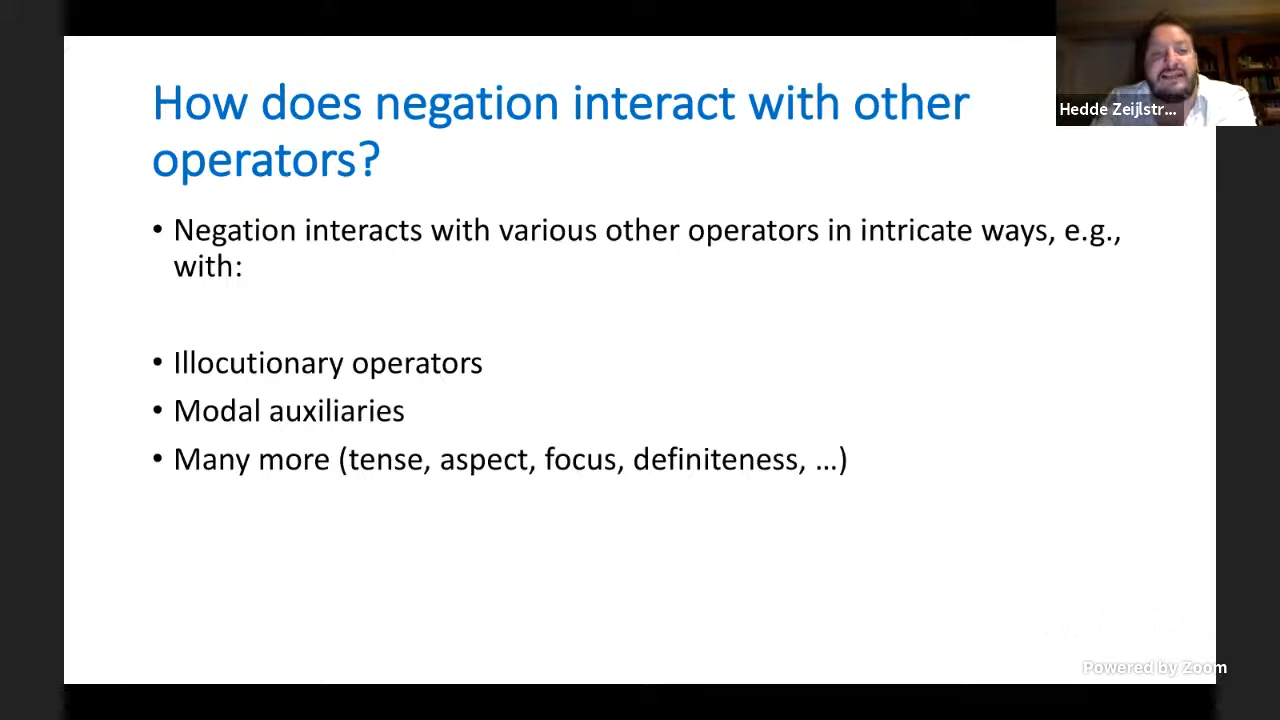 How does negation interact with other
operators?
• Negation interacts with various other operators in intricate ways, e.g.,
with:
• Illocutionary operators
• Modal auxiliaries
• Many more (tense, aspect, focus, definiteness, …)
Hedde Zeijlstr...
Powered by Zoom